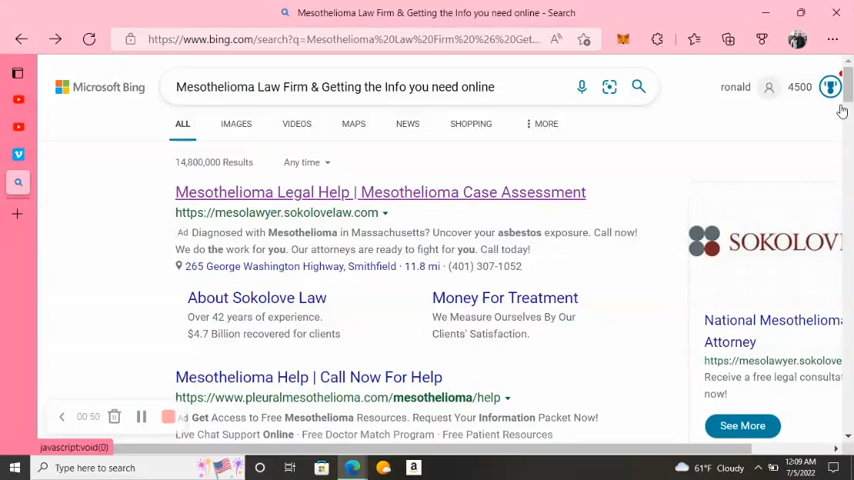 Mesothelioma Law Firm & Getting the Info you need online - Search
https://www.bing.com/search?q=Mesothelioma%20Law%20Firm%20%26%20Get...
Microsoft Bing
Mesothelioma Law Firm & Getting the Info you need online
ronald
4500
ALL IMAGES VIDEOS MAPS NEWS SHOPPING MORE
14,800,000 Results Any time
Mesothelioma Legal Help | Mesothelioma Case Assessment
https://mesolawyer.sokolovelaw.com
Ad Diagnosed with Mesothelioma in Massachusetts? Uncover your asbestos exposure. Call now!
We do the work for you. Our attorneys are ready to fight for you. Call today!
265 George Washington Highway, Smithfield · 11.8 mi · (401) 307-1052
About Sokolove Law
Over 42 years of experience.
$4.7 Billion recovered for clients
Money For Treatment
We Measure Ourselves By Our
Clients' Satisfaction.
Mesothelioma Help | Call Now For Help
https://www.pleuralmesothelioma.com/mesothelioma/help
Ad Get Access to Free Mesothelioma Resources. Request Your Information Packet Now!
Live Chat Support Online · Free Doctor Match Program · Free Patient Resources
SOKOLOV
National Mesothelioma
Attorney
https://mesolawyer.sokolove
Receive a free legal consulta
now!
See More
00:50
javascript:void(0)
Type here to search
61°F Cloudy
12:09 AM
7/5/2022